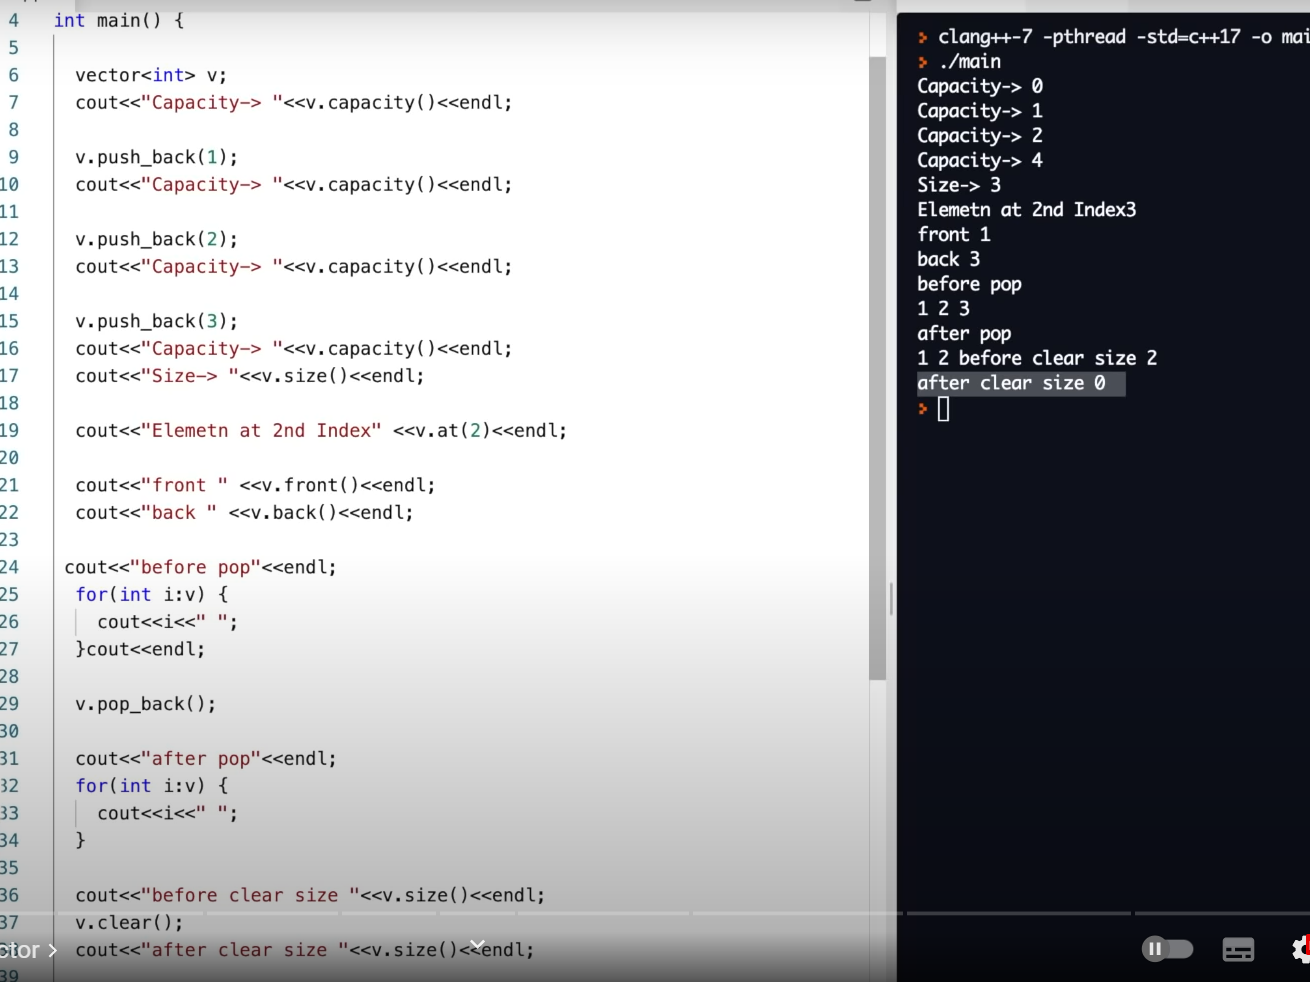 4 int main() {
5
6 vector<int> v;
7 cout<<"Capacity-> "<<v.capacity()<<endl;
8
9 v.push_back(1);
10 cout<<"Capacity-> "<<v.capacity()<<endl;
11
12 v.push_back(2);
13 cout<<"Capacity-> "<<v.capacity()<<endl;
14
15 v.push_back(3);
16 cout<<"Capacity-> "<<v.capacity()<<endl;
17 cout<<"Size-> "<<v.size()<<endl;
18
19 cout<<"Elemetn at 2nd Index" <<v.at(2)<<endl;
20
21 cout<<"front " <<v.front()<<endl;
22 cout<<"back " <<v.back()<<endl;
23
24 cout<<"before pop"<<endl;
25 for(int i:v) {
26 cout<<i<<" ";
27 }cout<<endl;
28
29 v.pop_back();
30
31 cout<<"after pop"<<endl;
32 for(int i:v) {
33 cout<<i<<" ";
34 }
35
36 cout<<"before clear size "<<v.size()<<endl;
37 v.clear();
cout<<"after clear size "<<v.size()<<endl;
39
ctor >
> clang++-7 -pthread -std=c++17 -o mai
> ./main
Capacity-> 0
Capacity-> 1
Capacity-> 2
Capacity-> 4
Size-> 3
Elemetn at 2nd Index3
front 1
back 3
before pop
1 2 3
after pop
1 2 before clear size 2
after clear size 0
>